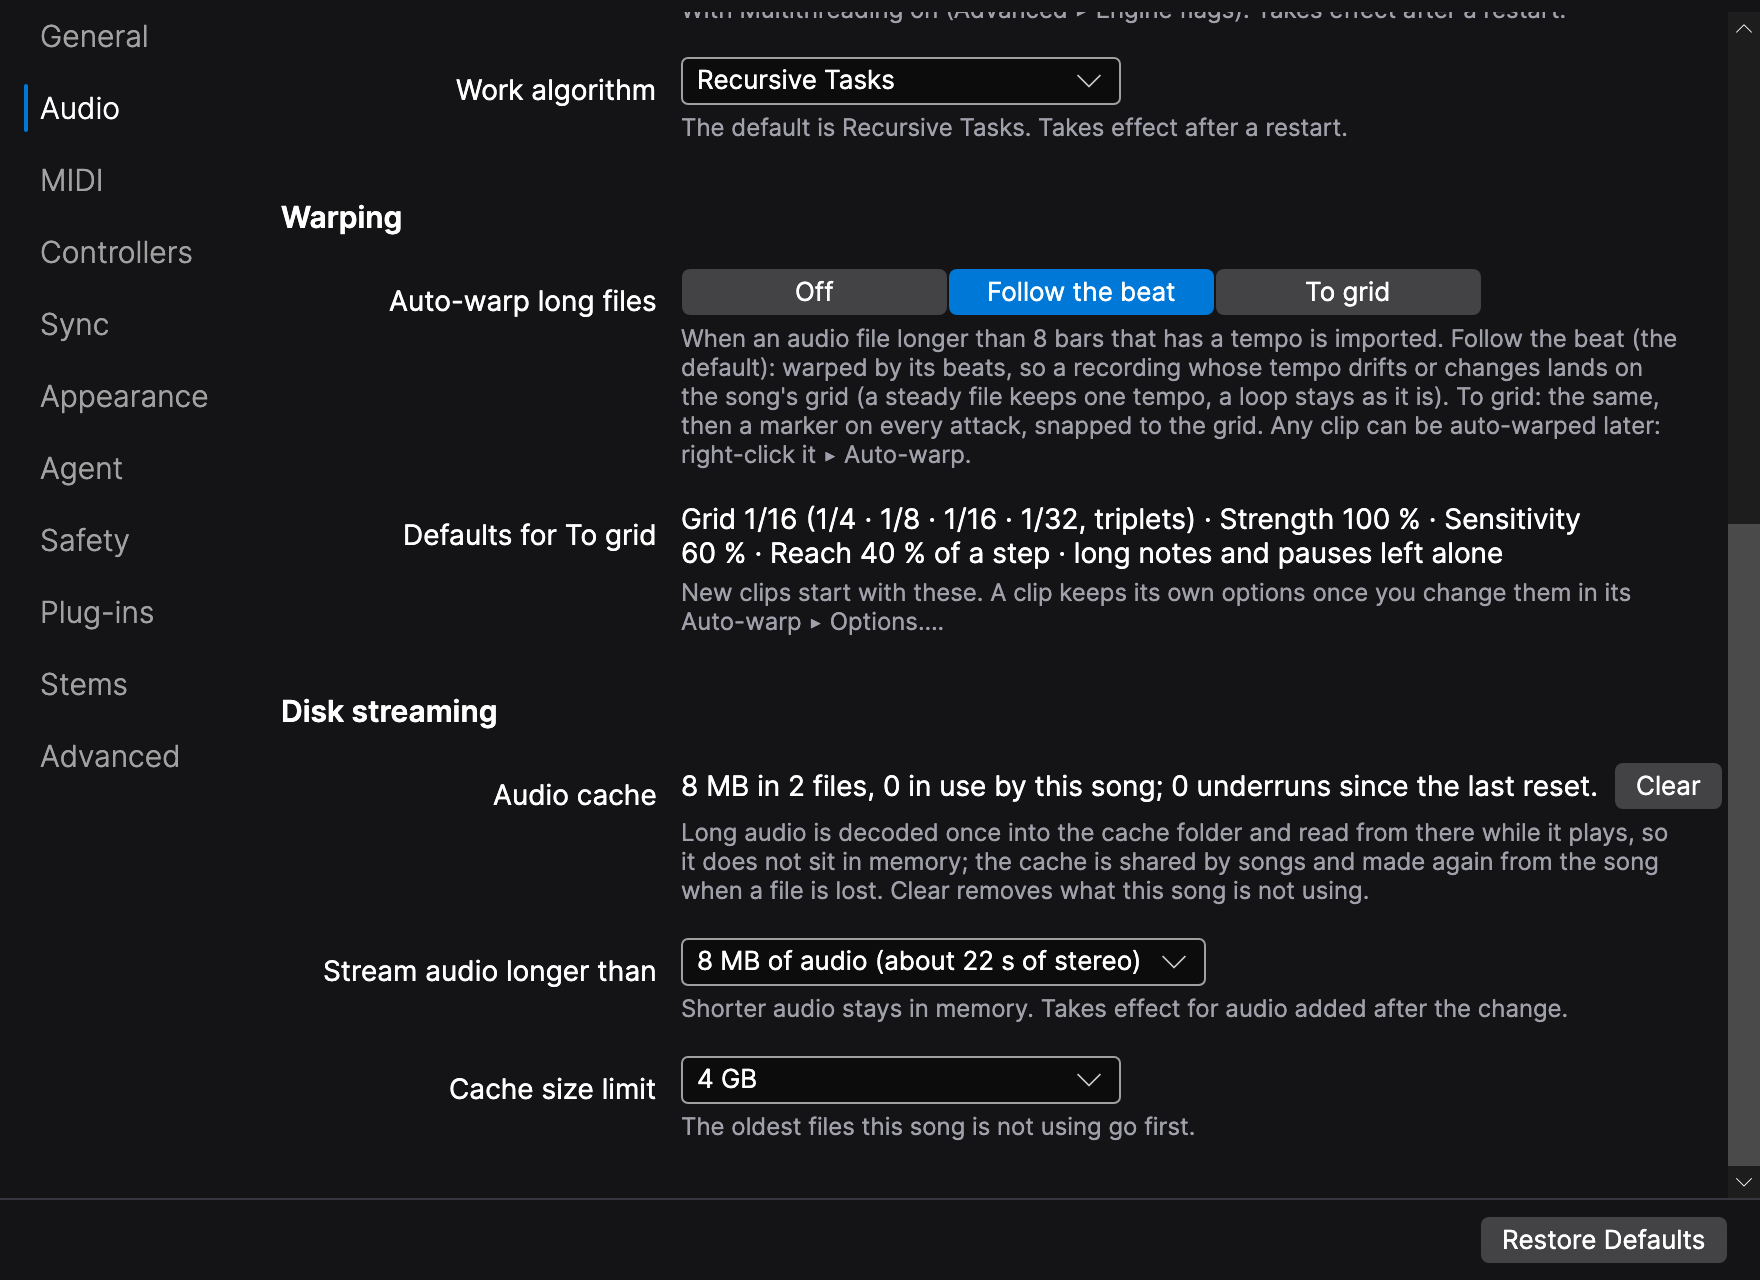 General
Audio
MIDI
Controllers
Sync
Appearance
Agent
Safety
Plug-ins
Stems
Advanced
With Multithreading on (Advanced ▸ Engine flags). Takes effect after a restart.
Work algorithm
Recursive Tasks
The default is Recursive Tasks. Takes effect after a restart.
Warping
Auto-warp long files
Off
Follow the beat
To grid
When an audio file longer than 8 bars that has a tempo is imported. Follow the beat (the
default): warped by its beats, so a recording whose tempo drifts or changes lands on
the song's grid (a steady file keeps one tempo, a loop stays as it is). To grid: the same,
then a marker on every attack, snapped to the grid. Any clip can be auto-warped later:
right-click it ▸ Auto-warp.
Defaults for To grid
Grid 1/16 (1/4 · 1/8 · 1/16 · 1/32, triplets) · Strength 100 % · Sensitivity
60 % · Reach 40 % of a step · long notes and pauses left alone
New clips start with these. A clip keeps its own options once you change them in its
Auto-warp ▸ Options....
Disk streaming
Audio cache
8 MB in 2 files, 0 in use by this song; 0 underruns since the last reset.
Clear
Long audio is decoded once into the cache folder and read from there while it plays, so
it does not sit in memory; the cache is shared by songs and made again from the song
when a file is lost. Clear removes what this song is not using.
Stream audio longer than
8 MB of audio (about 22 s of stereo)
Shorter audio stays in memory. Takes effect for audio added after the change.
Cache size limit
4 GB
The oldest files this song is not using go first.
Restore Defaults